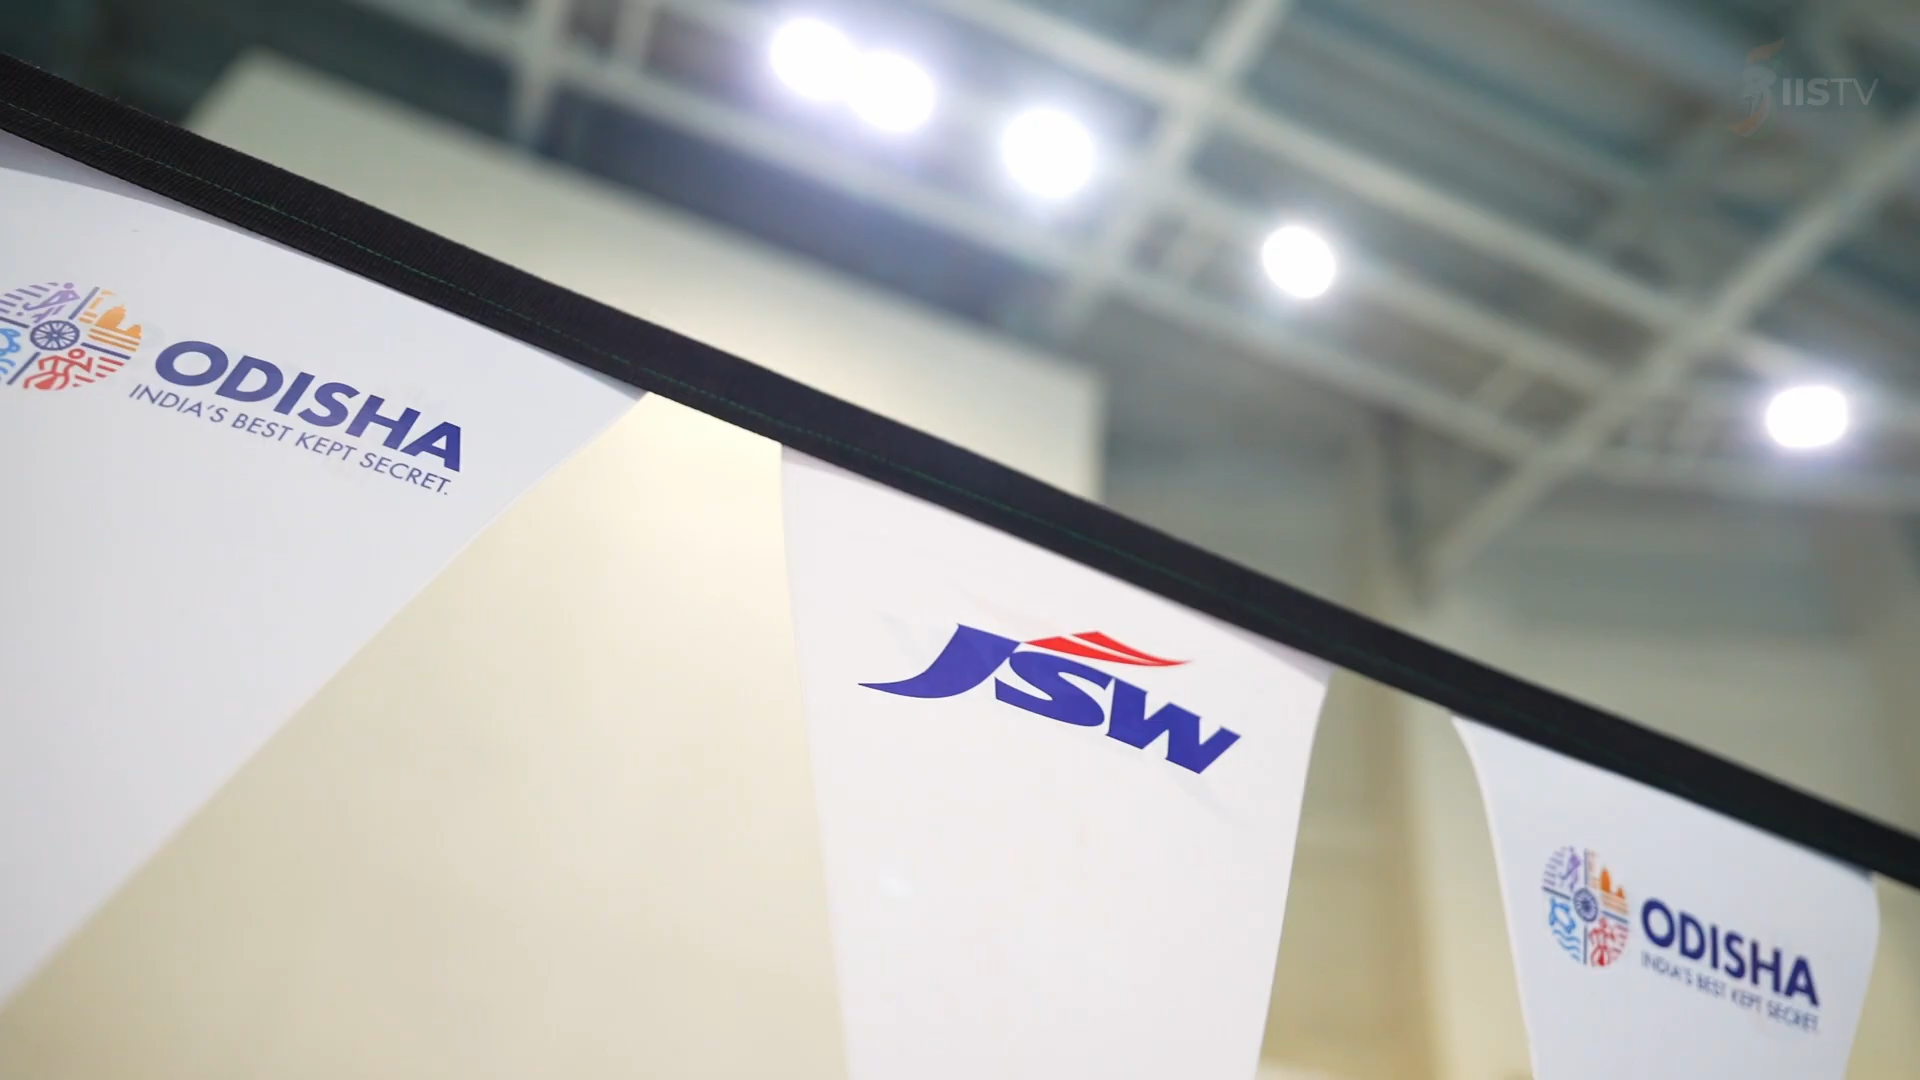 IISTV
ODISHA
INDIA'S BEST KEPT SECRET.
JSW
ODISHA
INDIA'S BEST KEPT SECRET.